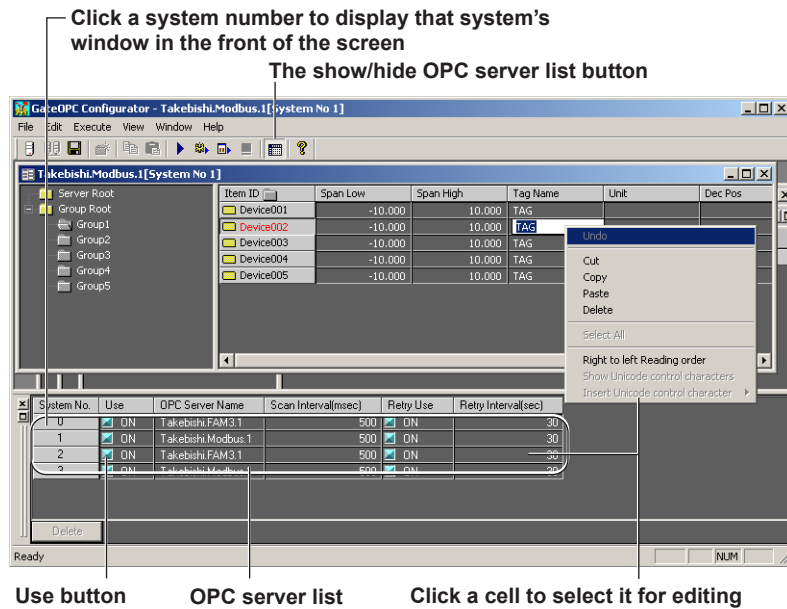 Click a system number to display that system's
window in the front of the screen
The show/hide OPC server list button
GateOPC Configurator - Takebishi.Modbus.1[System No 1]
File Edit Execute View Window Help
Takebishi.Modbus.1[System No 1]
Server Root
Group Root
Group1
Group2
Group3
Group4
Group5
Item ID Span Low Span High Tag Name Unit Dec Pos
Device001 -10.000 10.000 TAG
Device002 -10.000 10.000 TAG
Device003 -10.000 10.000 TAG
Device004 -10.000 10.000 TAG
Device005 -10.000 10.000 TAG
Undo
Cut
Copy
Paste
Delete
Select All
Right to left Reading order
Show Unicode control characters
Insert Unicode control character
System No. Use OPC Server Name Scan Interval(msec) Retry Use Retry Interval(sec)
0 ON Takebishi.FAM3.1 500 ON 30
1 ON Takebishi.Modbus.1 500 ON 30
2 ON Takebishi.FAM3.1 500 ON 30
3 ON Takebishi.Modbus.1 500 ON 30
Delete
Ready NUM
Use button OPC server list Click a cell to select it for editing